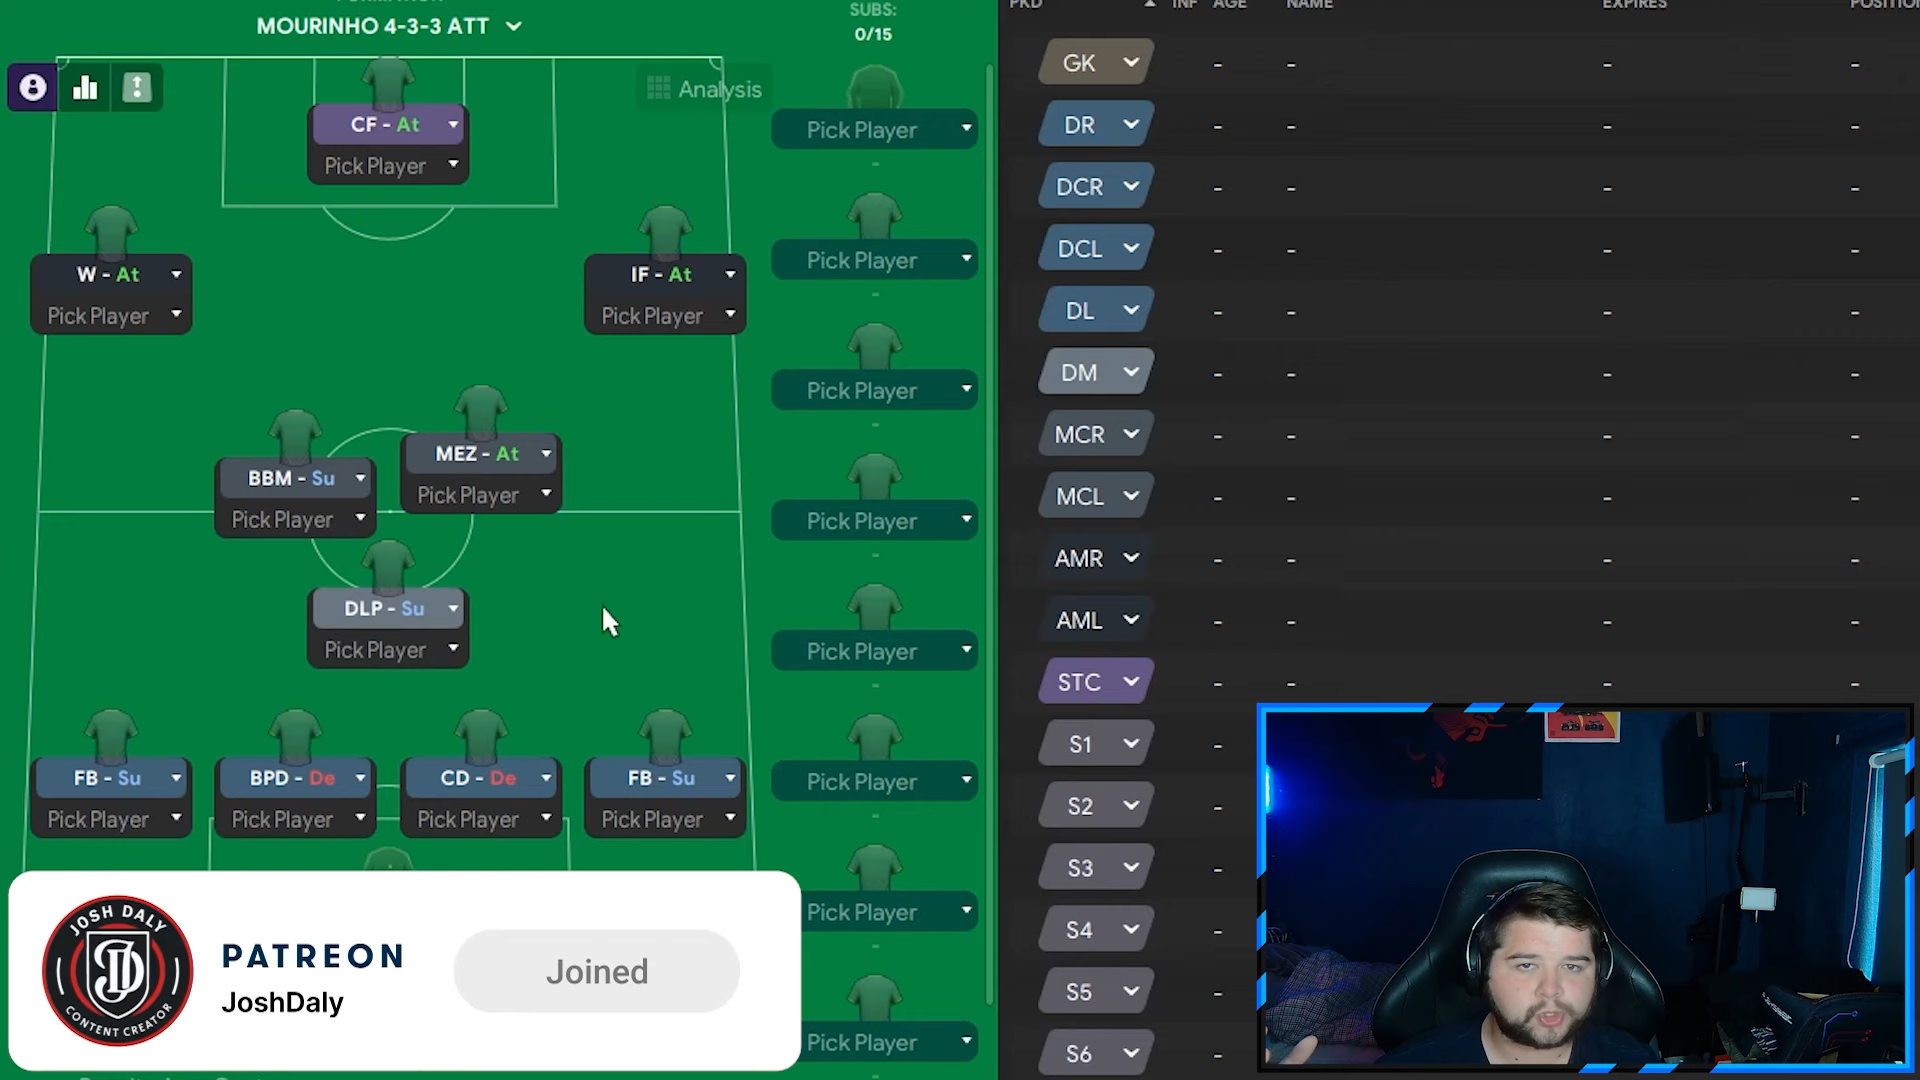 MOURINHO 4-3-3 ATT
SUBS:
0/15
Analysis
CF - At
Pick Player
W - At
Pick Player
IF - At
Pick Player
BBM - Su
Pick Player
MEZ - At
Pick Player
DLP - Su
Pick Player
FB - Su
Pick Player
BPD - De
Pick Player
CD - De
Pick Player
FB - Su
Pick Player
Pick Player
-
Pick Player
-
Pick Player
-
Pick Player
-
Pick Player
-
Pick Player
-
Pick Player
-
Pick Player
PKD INF AGE NAME EXPIRES POSITION
GK - - - -
DR - - - -
DCR - - - -
DCL - - - -
DL - - - -
DM - - - -
MCR - - - -
MCL - - - -
AMR - - - -
AML - - - -
STC - - - -
S1 -
S2 -
S3 -
S4 -
S5 -
S6 -
JOSH DALY
JD
CONTENT CREATOR
PATREON
JoshDaly
Joined